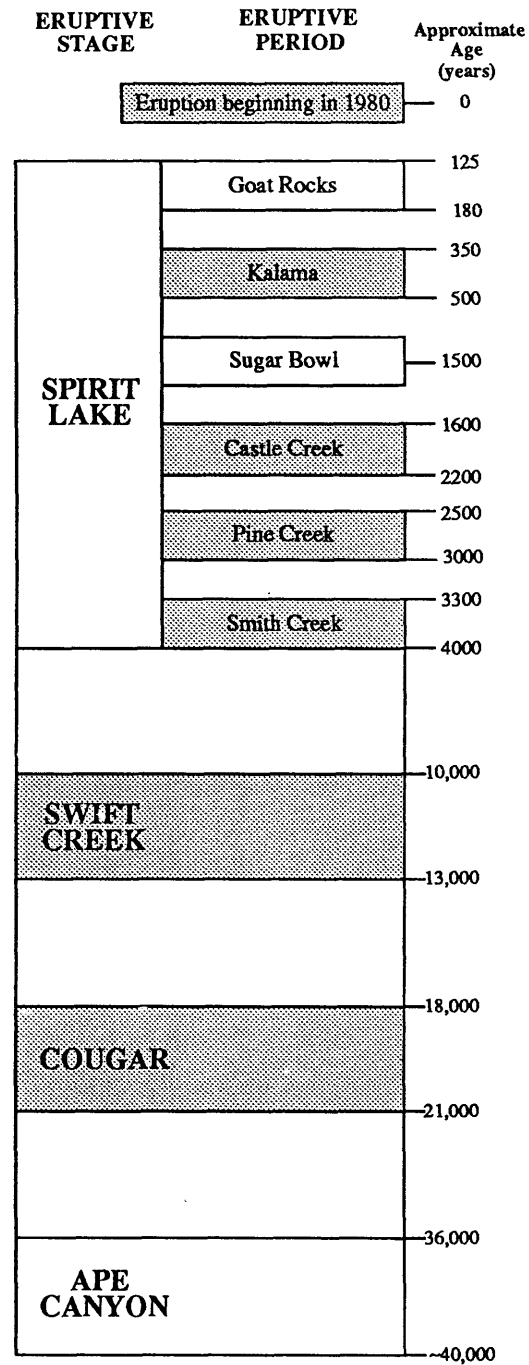 ERUPTIVE STAGE
ERUPTIVE PERIOD
Approximate Age (years)
Eruption beginning in 1980
0
125
Goat Rocks
180
350
Kalama
500
Sugar Bowl
1500
SPIRIT
LAKE
1600
Castle Creek
2200
2500
Pine Creek
3000
3300
Smith Creek
4000
10,000
SWIFT
CREEK
13,000
18,000
COUGAR
21,000
36,000
APE
CANYON
~40,000